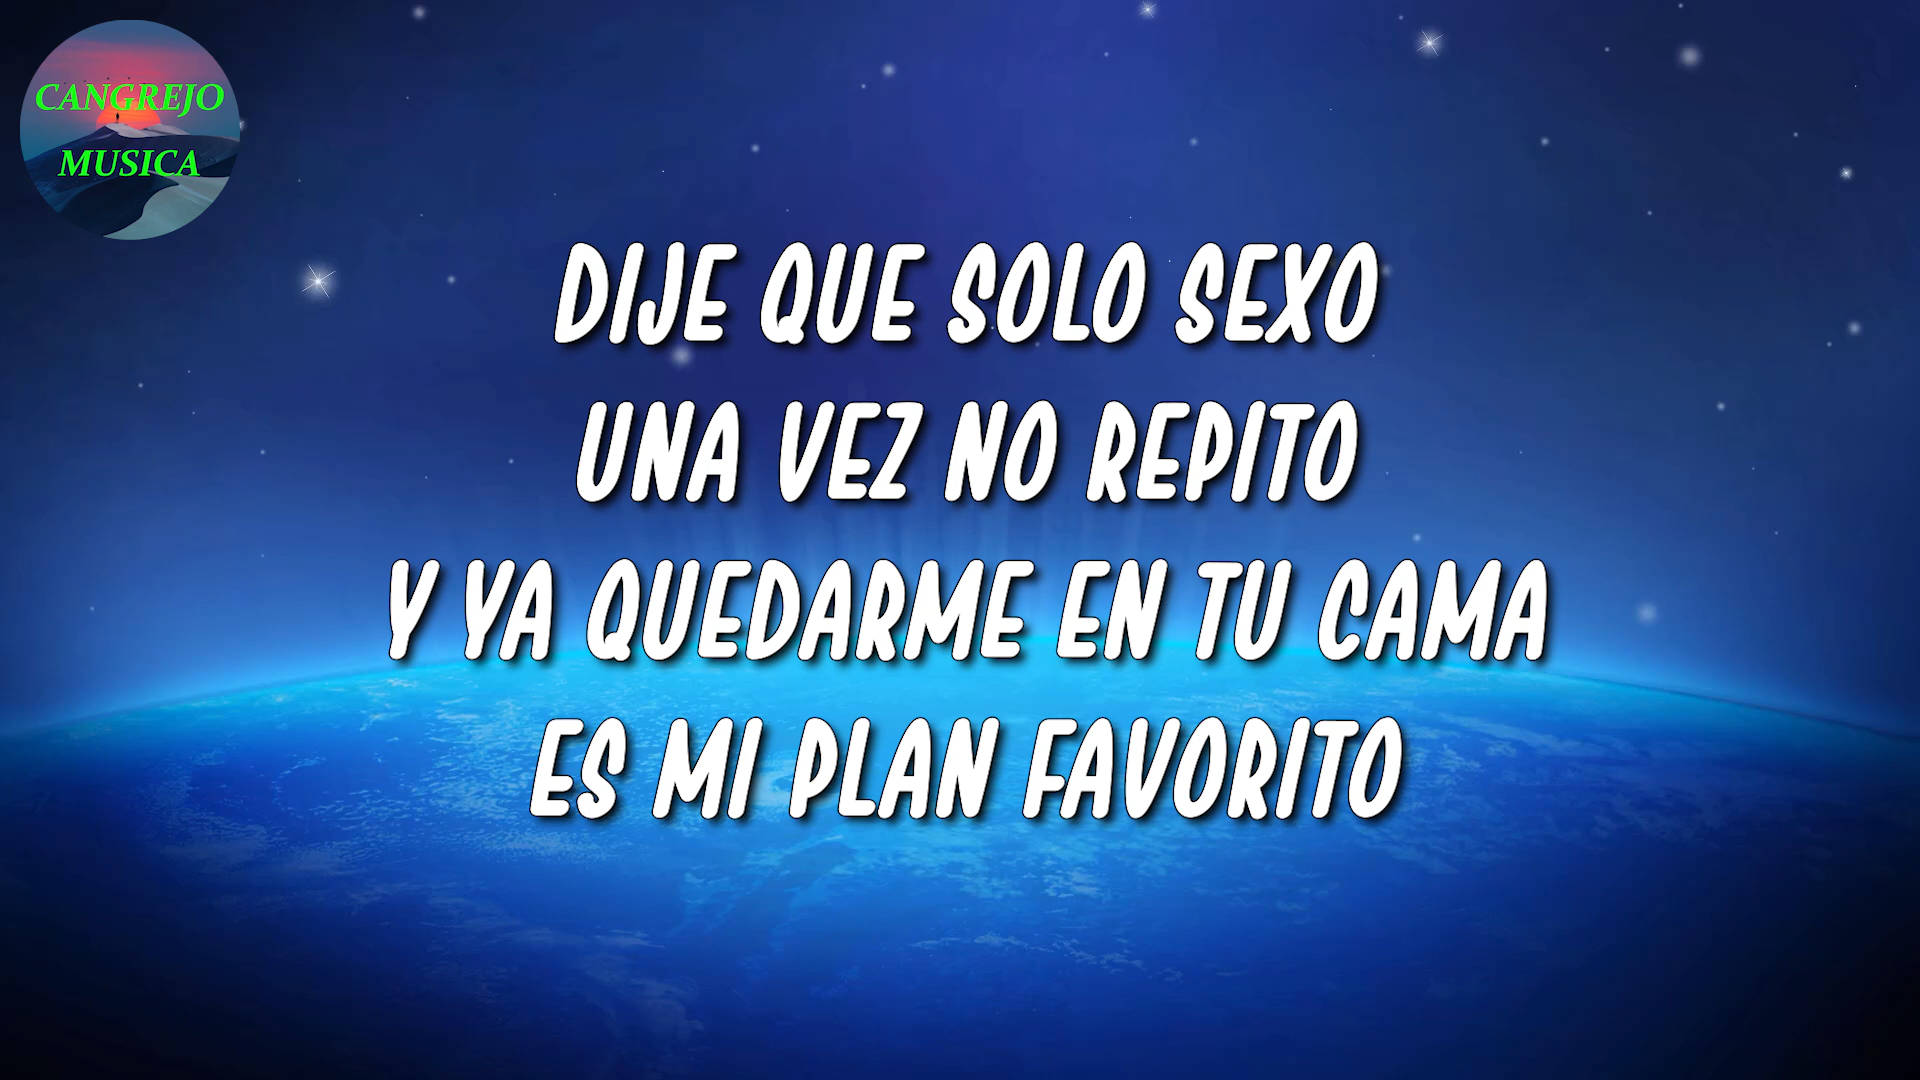 CANGREJO
MUSICA
DIJE QUE SOLO SEXO
UNA VEZ NO REPITO
Y YA QUEDARME EN TU CAMA
ES MI PLAN FAVORITO